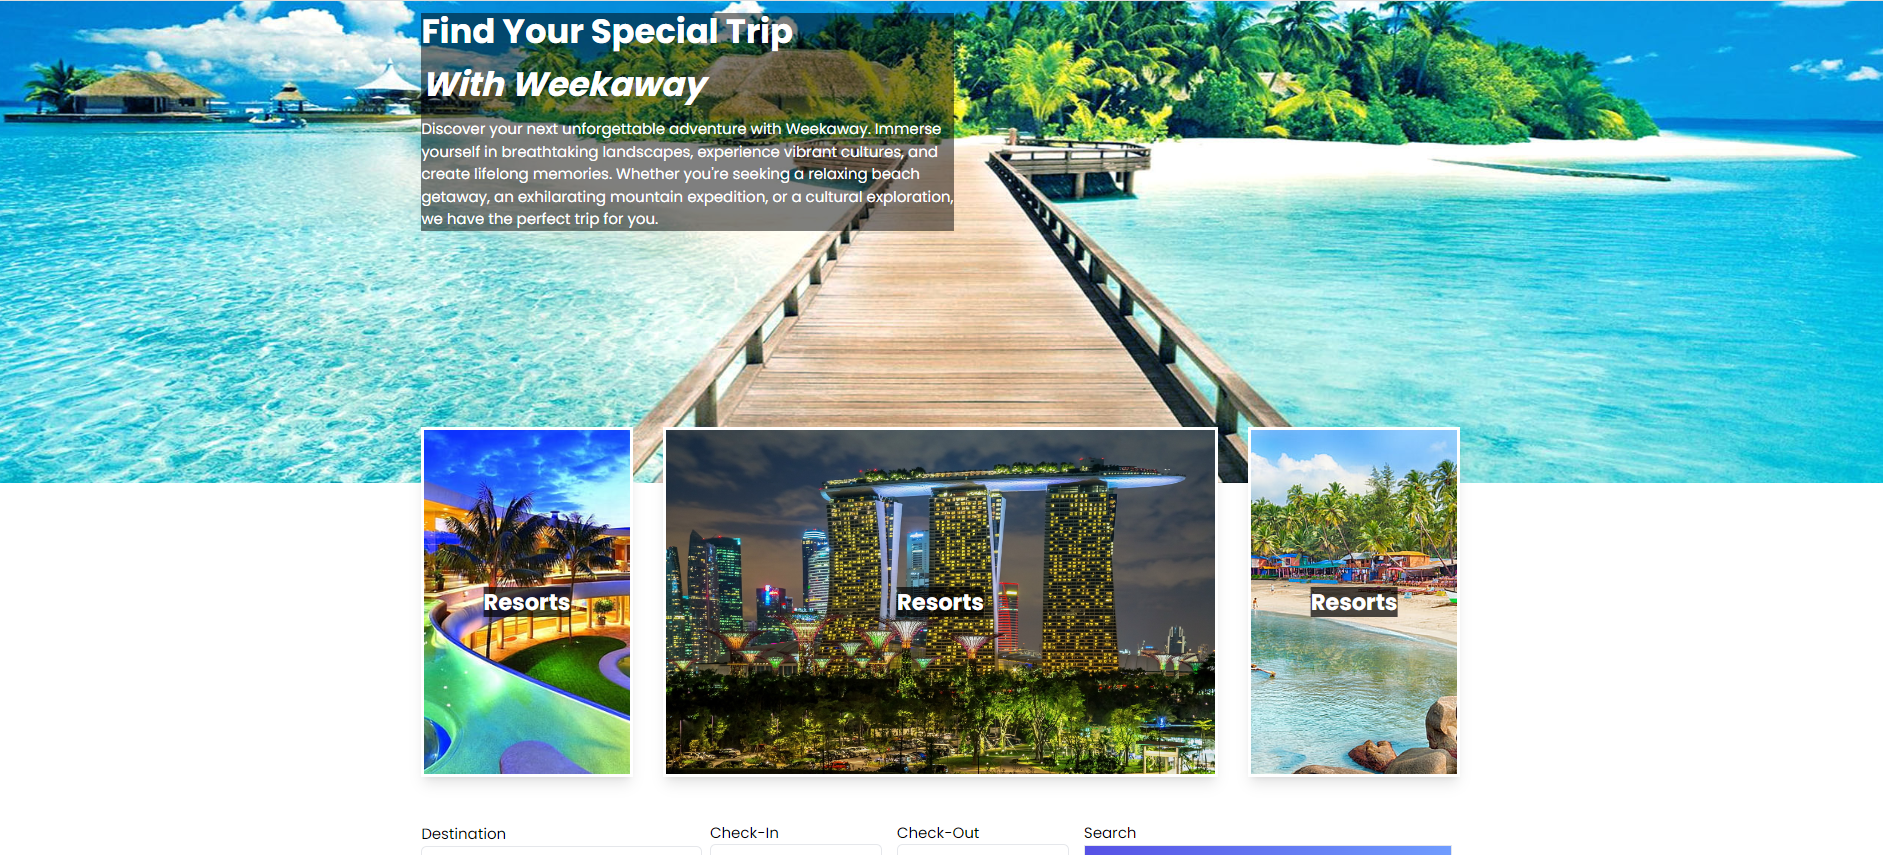 Find Your Special Trip
With Weekaway
Discover your next unforgettable adventure with Weekaway. Immerse
yourself in breathtaking landscapes, experience vibrant cultures, and
create lifelong memories. Whether you're seeking a relaxing beach
getaway, an exhilarating mountain expedition, or a cultural exploration,
we have the perfect trip for you.
Resorts
Resorts
Resorts
Destination
Check-In
Check-Out
Search